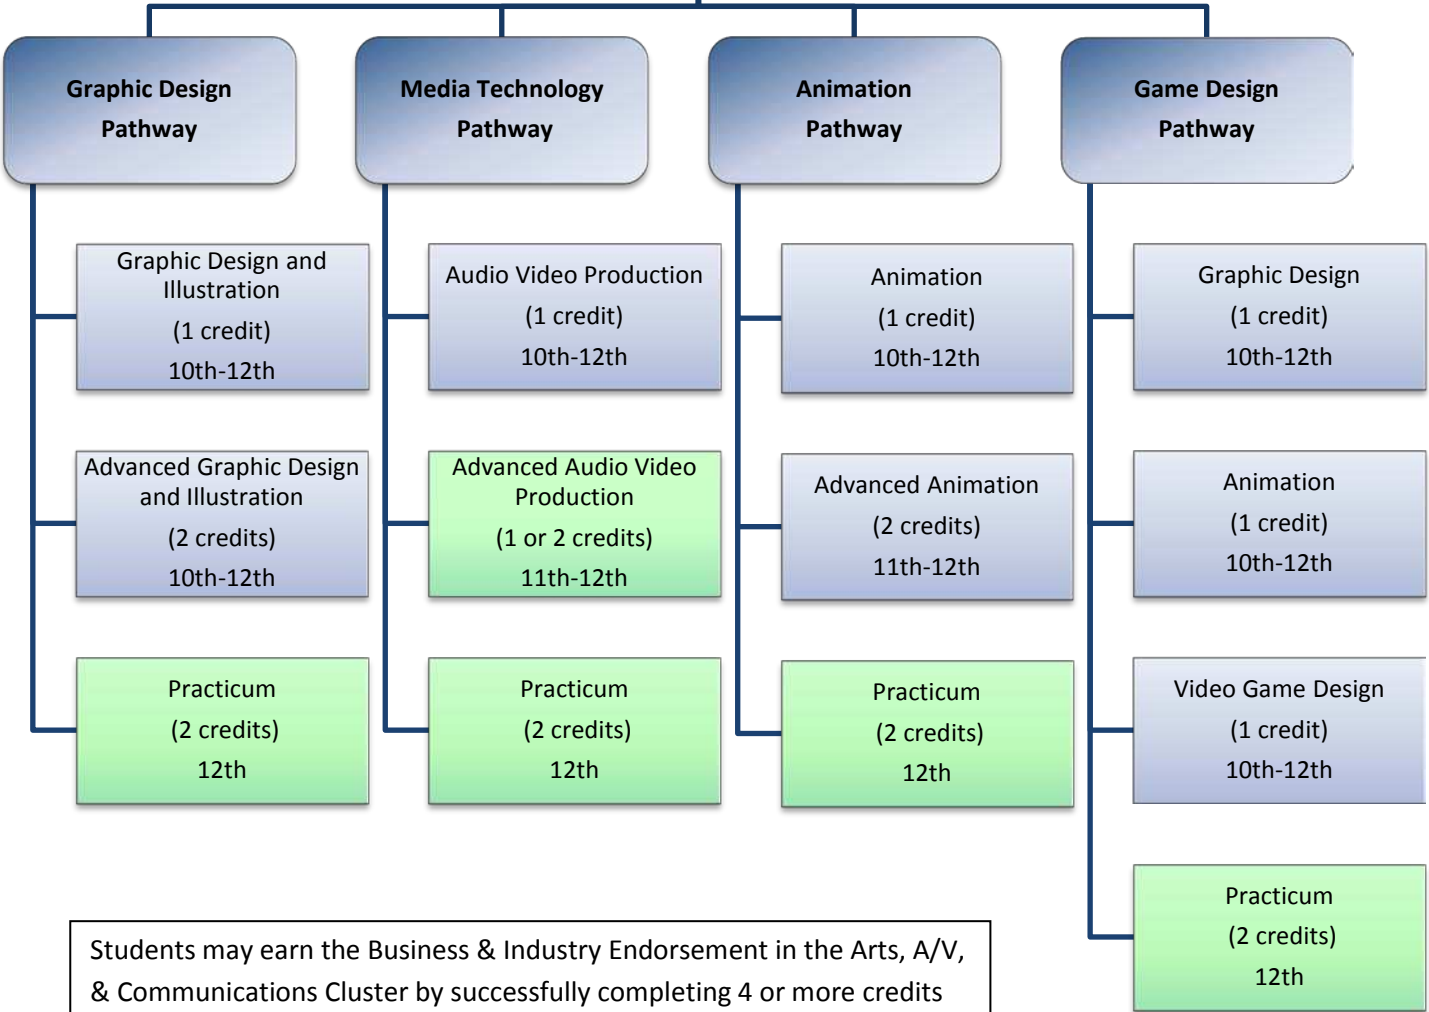 Graphic Design
Pathway
Graphic Design and
Illustration
(1 credit)
10th-12th
Advanced Graphic Design
and Illustration
(2 credits)
10th-12th
Practicum
(2 credits)
12th
Media Technology
Pathway
Audio Video Production
(1 credit)
10th-12th
Advanced Audio Video
Production
(1 or 2 credits)
11th-12th
Practicum
(2 credits)
12th
Animation
Pathway
Animation
(1 credit)
10th-12th
Advanced Animation
(2 credits)
11th-12th
Practicum
(2 credits)
12th
Game Design
Pathway
Graphic Design
(1 credit)
10th-12th
Animation
(1 credit)
10th-12th
Video Game Design
(1 credit)
10th-12th
Practicum
(2 credits)
12th
Students may earn the Business & Industry Endorsement in the Arts, A/V,
& Communications Cluster by successfully completing 4 or more credits